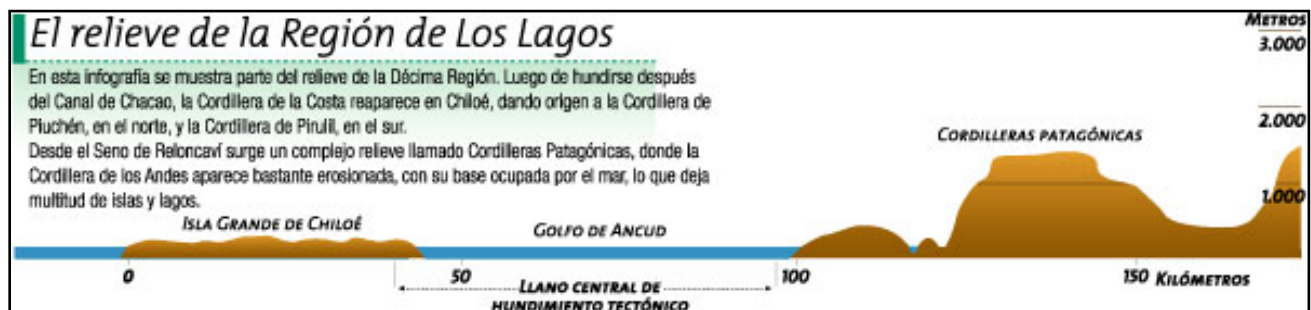 El relieve de la Región de Los Lagos
En esta infografía se muestra parte del relieve de la Décima Región. Luego de hundirse después
del Canal de Chacao, la Cordillera de la Costa reaparece en Chiloé, dando origen a la Cordillera de
Piuchén, en el norte, y la Cordillera de Pirulil, en el sur.
Desde el Seno de Reloncaví surge un complejo relieve llamado Cordilleras Patagónicas, donde la
Cordillera de los Andes aparece bastante erosionada, con su base ocupada por el mar, lo que deja
multitud de islas y lagos.
METROS
3.000
2.000
1.000
CORDILLERAS PATAGÓNICAS
ISLA GRANDE DE CHILOÉ
GOLFO DE ANCUD
0
50
100
150 KILÓMETROS
LLANO CENTRAL DE
HUNDIMIENTO TECTÓNICO